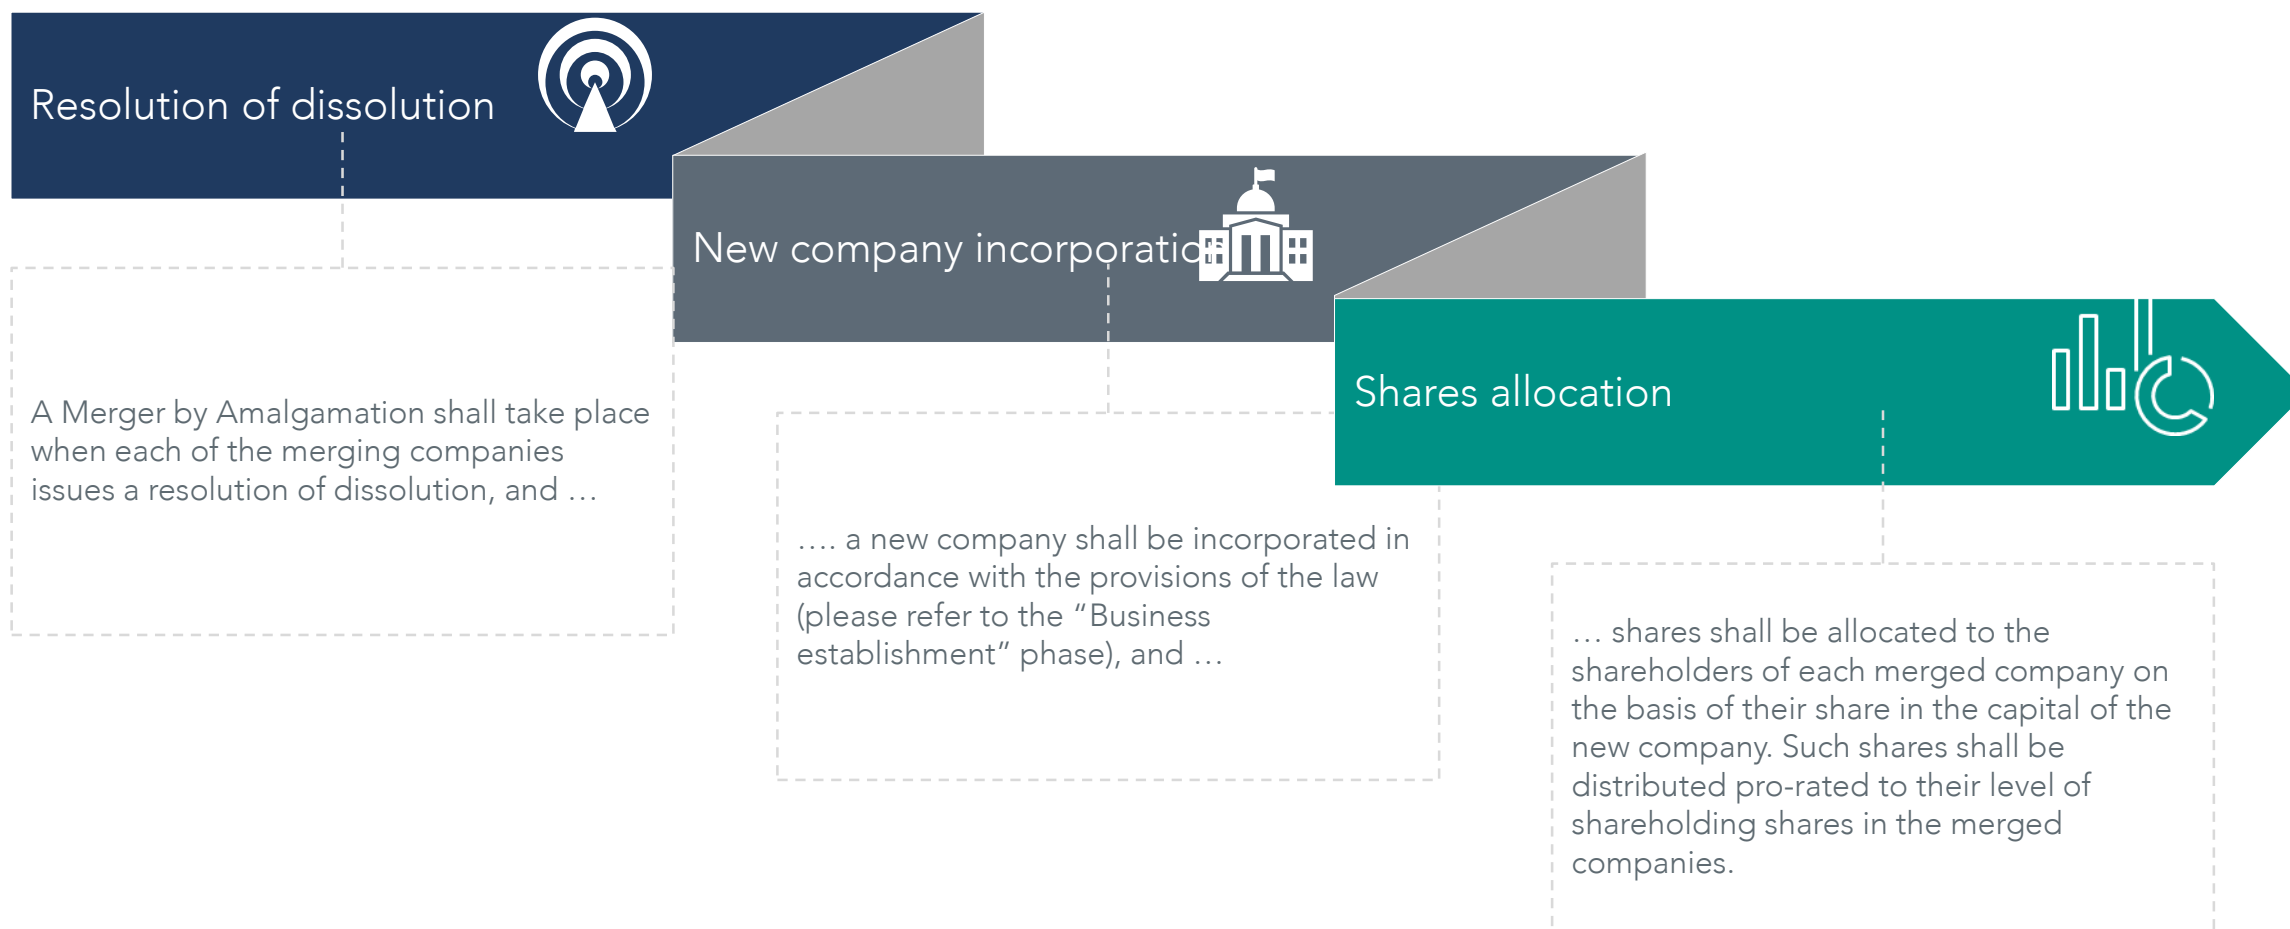 Resolution of dissolution
A Merger by Amalgamation shall take place
when each of the merging companies
issues a resolution of dissolution, and …
New company incorporation
…. a new company shall be incorporated in
accordance with the provisions of the law
(please refer to the “Business
establishment” phase), and …
Shares allocation
… shares shall be allocated to the
shareholders of each merged company on
the basis of their share in the capital of the
new company. Such shares shall be
distributed pro-rated to their level of
shareholding shares in the merged
companies.